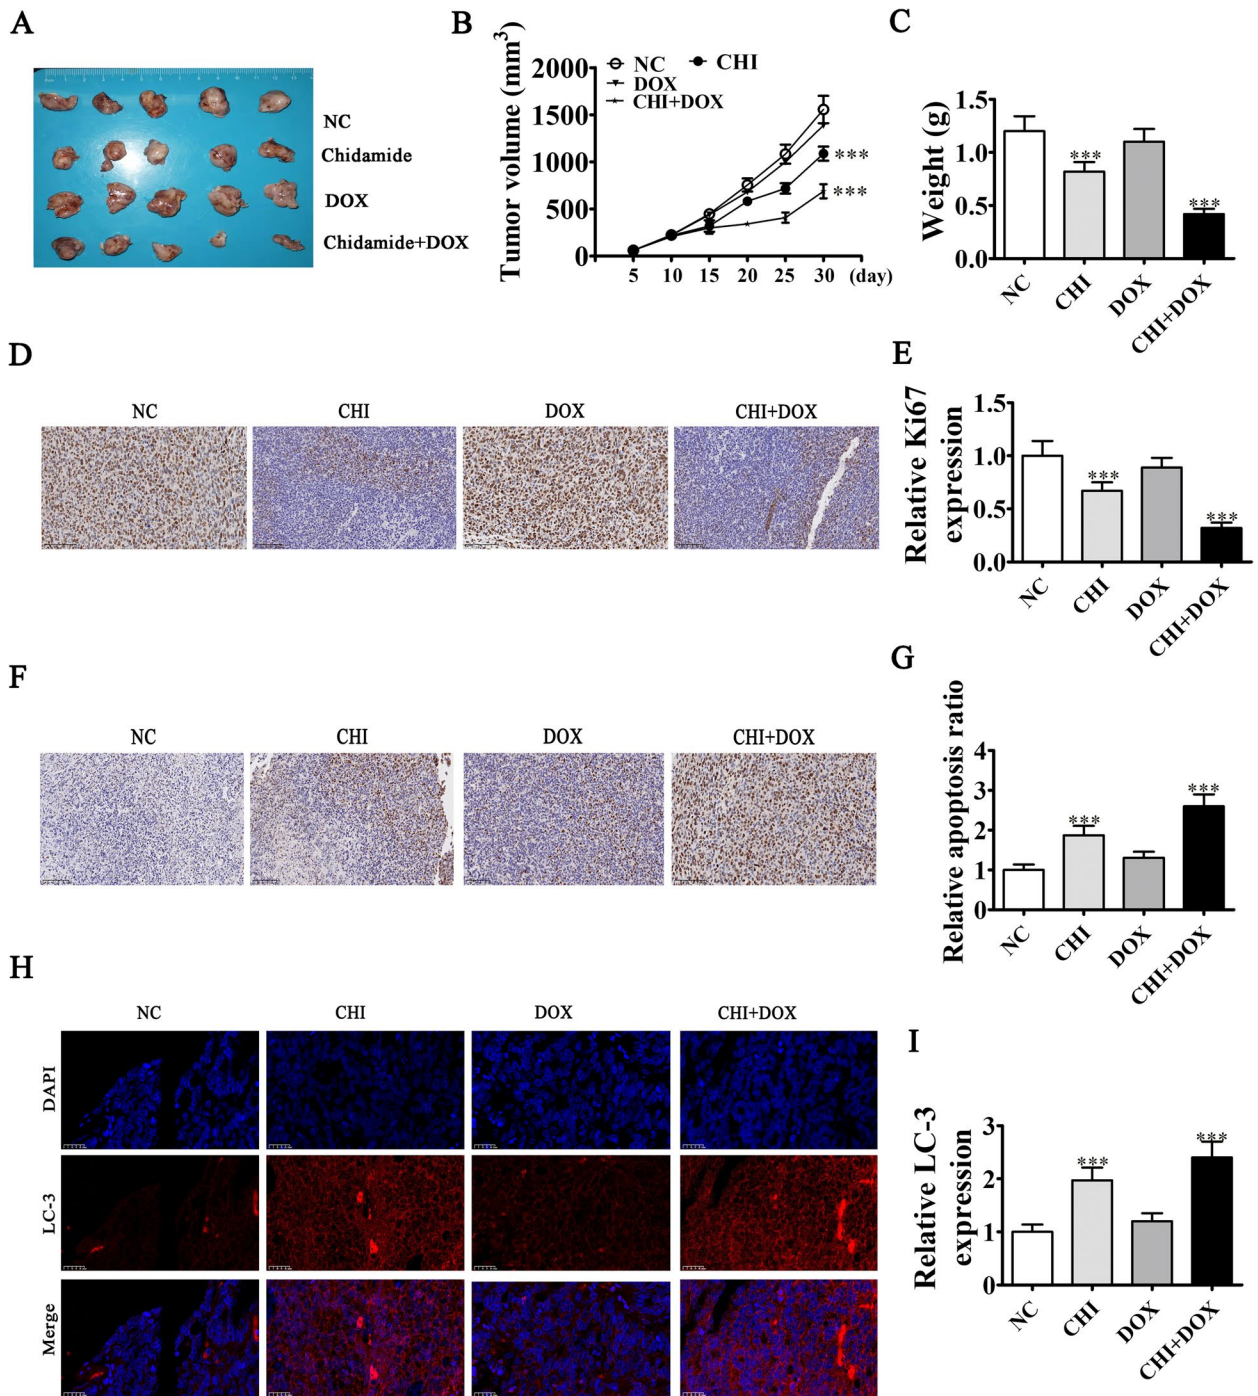 A
NC
Chidamide
DOX
Chidamide+DOX
B
Tumor volume (mm³)
2000
1500
1000
500
0
5 10 15 20 25 30 (day)
NC CHI
DOX
CHI+DOX
***
***
C
Weight (g)
1.5
1.0
0.5
0.0
***
***
NC CHI DOX CHI+DOX
D
NC CHI DOX CHI+DOX
E
Relative Ki67
expression
1.5
1.0
0.5
0.0
***
***
NC CHI DOX CHI+DOX
F
NC CHI DOX CHI+DOX
G
Relative apoptosis ratio
4
3
2
1
0
***
***
NC CHI DOX CHI+DOX
H
NC CHI DOX CHI+DOX
DAPI
LC-3
Merge
I
Relative LC-3
expression
3
2
1
0
***
***
NC CHI DOX CHI+DOX